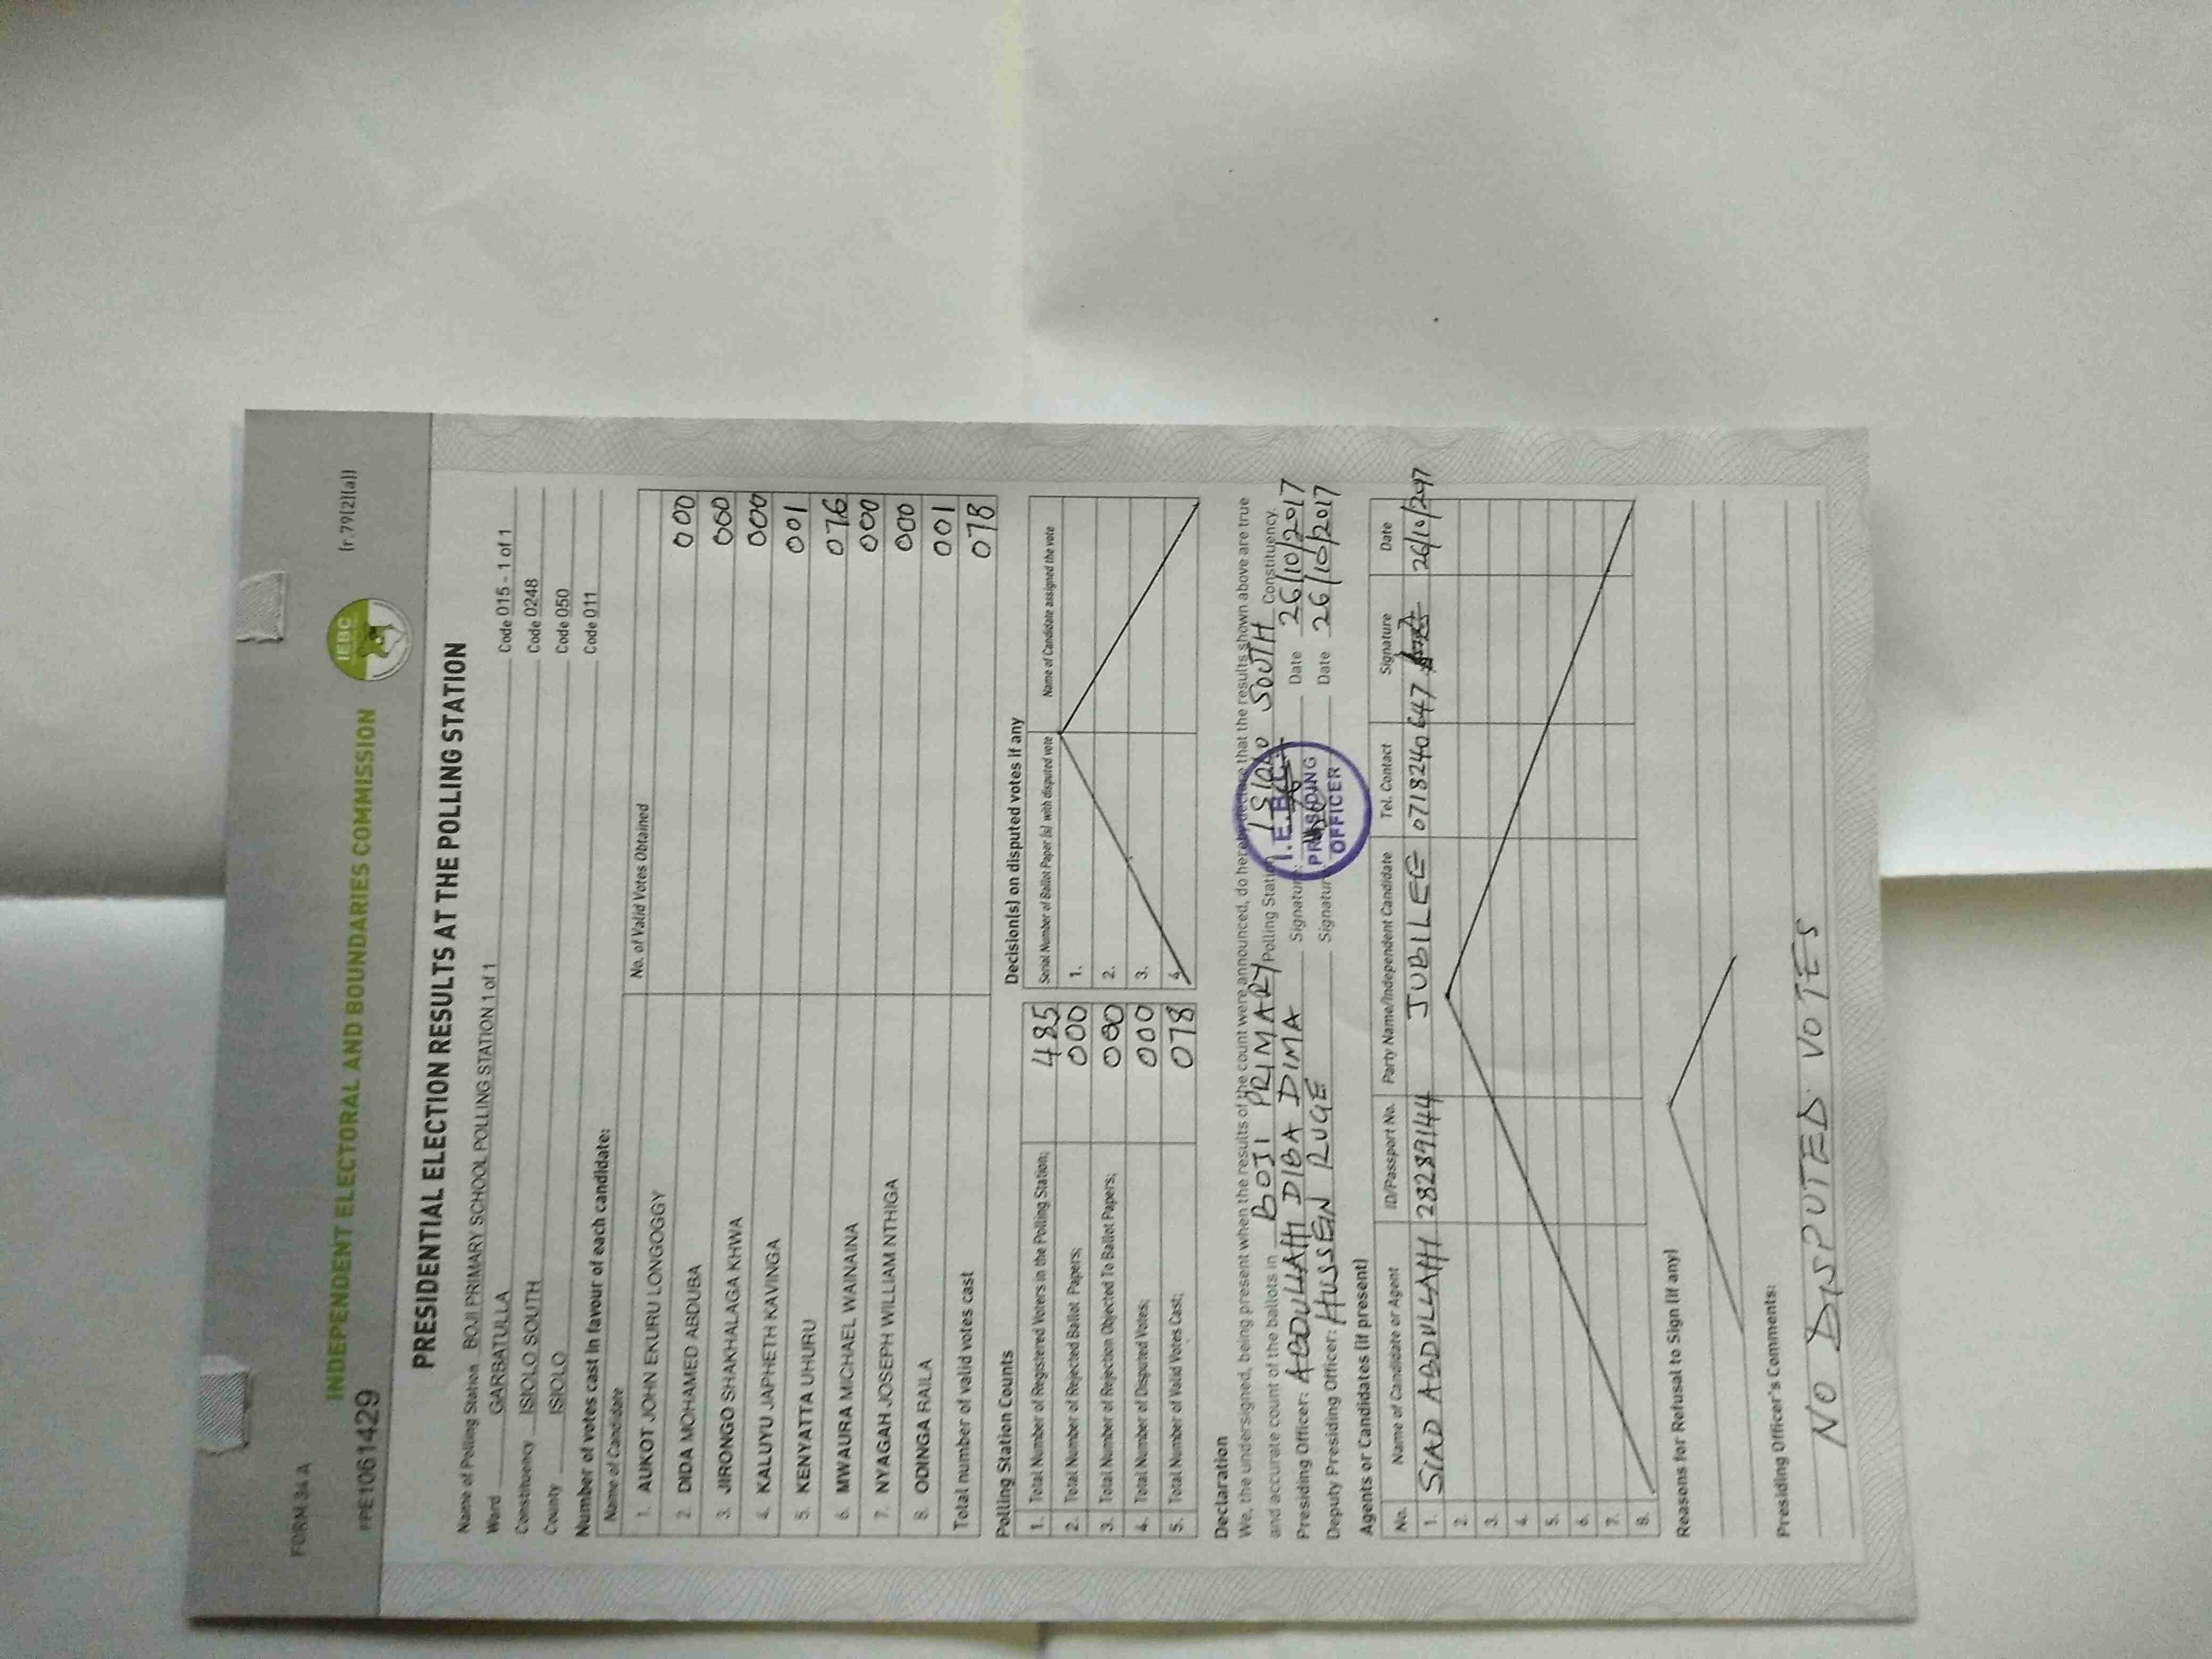 FORM 34 A
(r.79(2)(a))
INDEPENDENT ELECTORAL AND BOUNDARIES COMMISSION
IEBC
PPE1061429
PRESIDENTIAL ELECTION RESULTS AT THE POLLING STATION
Name of Polling Station BOJI PRIMARY SCHOOL POLLING STATION 1 of 1 Code 015 - 1 of 1
Ward GARBATULLA Code 0248
Constituency ISIOLO SOUTH Code 050
County ISIOLO Code 011
Number of votes cast in favour of each candidate:
Name of Candidate No. of Valid Votes Obtained
1. AUKOT JOHN EKURU LONGOGGY 000
2. DIDA MOHAMED ABDUBA 000
3. JIRONGO SHAKHALAGA KHWA 000
4. KALUYU JAPHETH KAVINGA 001
5. KENYATTA UHURU 076
6. MWAURA MICHAEL WAINAINA 000
7. NYAGAH JOSEPH WILLIAM NTHIGA 000
8. ODINGA RAILA 001
Total number of valid votes cast 078
Polling Station Counts
1. Total Number of Registered Voters in the Polling Station; 485
2. Total Number of Rejected Ballot Papers; 000
3. Total Number of Rejection Objected To Ballot Papers; 000
4. Total Number of Disputed Votes; 000
5. Total Number of Valid Votes Cast; 078
Decision(s) on disputed votes if any
Serial Number of Ballot Paper (s) with disputed vote Name of Candidate assigned the vote
1.
2.
3.
4.
Declaration
We, the undersigned, being present when the results of the count were announced, do hereby declare that the results shown above are true
and accurate count of the ballots in BOJI PRIMARY Polling Station ISIOLO SOUTH Constituency.
Presiding Officer: ABDULLAHI DIBA DIMA Signature: Date 26/10/2017
Deputy Presiding Officer: HUSSEIN RUGE Signature: Date 26/10/2017
I.E.B.C.
PRESIDING
OFFICER
Agents or Candidates (if present)
No. Name of Candidate or Agent ID/Passport No. Party Name/Independent Candidate Tel. Contact Signature Date
1. SIAD ABDULLAHI 28289144 JUBILEE 0718240647 26/10/2017
2.
3.
4.
5.
6.
7.
8.
Reasons for Refusal to Sign (if any)
Presiding Officer's Comments:
NO DISPUTED VOTES